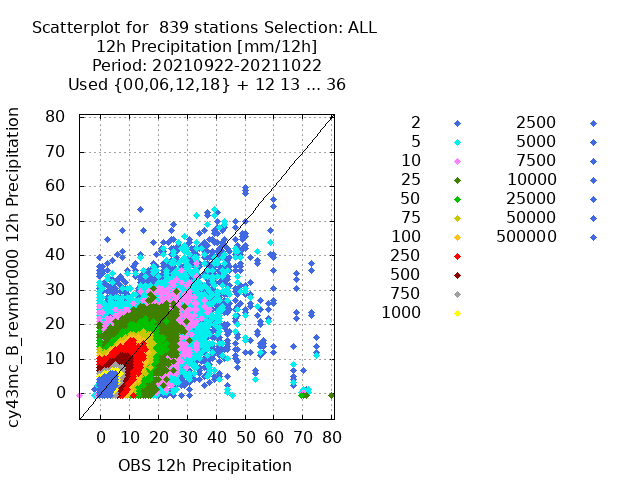 Scatterplot for  839 stations Selection: ALL
12h Precipitation [mm/12h]
Period: 20210922-20211022
Used {00,06,12,18} + 12 13 ... 36
cy43mc_B_revmbr000 12h Precipitation
80
70
60
50
40
30
20
10
0
0 10 20 30 40 50 60 70 80
OBS 12h Precipitation
2 2500
5 5000
10 7500
25 10000
50 25000
75 50000
100 500000
250
500
750
1000